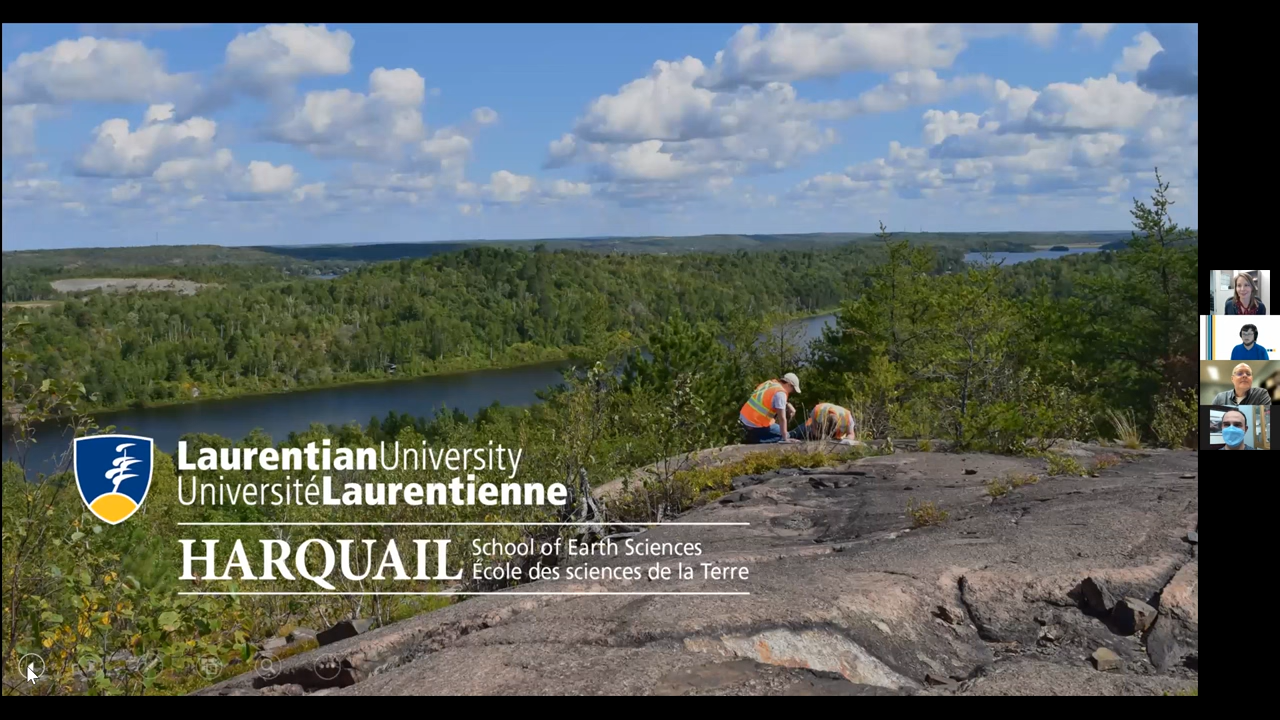 LaurentianUniversity
UniversitéLaurentienne
HARQUAIL School of Earth Sciences
École des sciences de la Terre